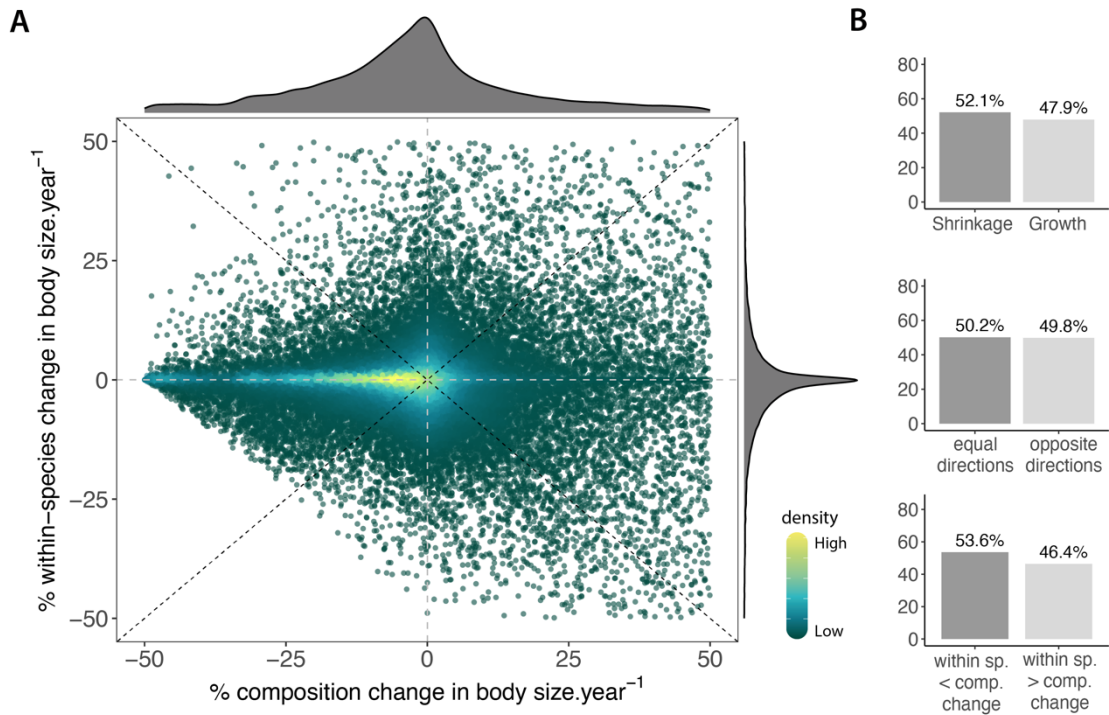 A
50
25
0
−25
−50
% within−species change in body size.year−1
−50
−25
0
25
50
% composition change in body size.year−1
density
High
Low
B
80
60
40
20
0
52.1%
47.9%
Shrinkage
Growth
80
60
40
20
0
50.2%
49.8%
equal
directions
opposite
directions
80
60
40
20
0
53.6%
46.4%
within sp.
< comp.
change
within sp.
> comp.
change